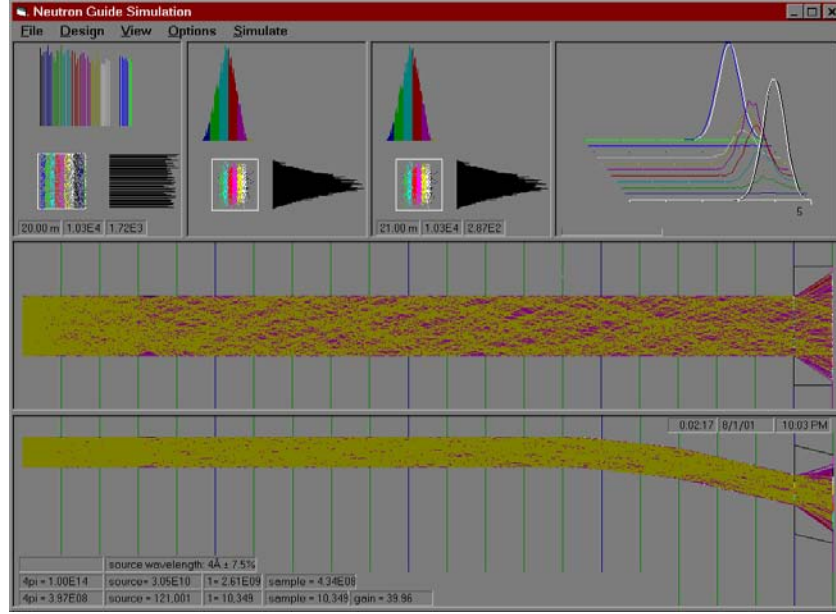 Neutron Guide Simulation
File Design View Options Simulate
20.00 m 1.03E4 1.72E3
21.00 m 1.03E4 2.87E2
5
0:02:17 8/1/01 10:03 PM
source wavelength: 4Å ± 7.5%
4pi = 1.00E14 source= 3.05E10 1= 2.61E09 sample = 4.34E08
4pi = 3.97E08 source = 121,001 1 = 10,349 sample = 10,349 gain = 39.96